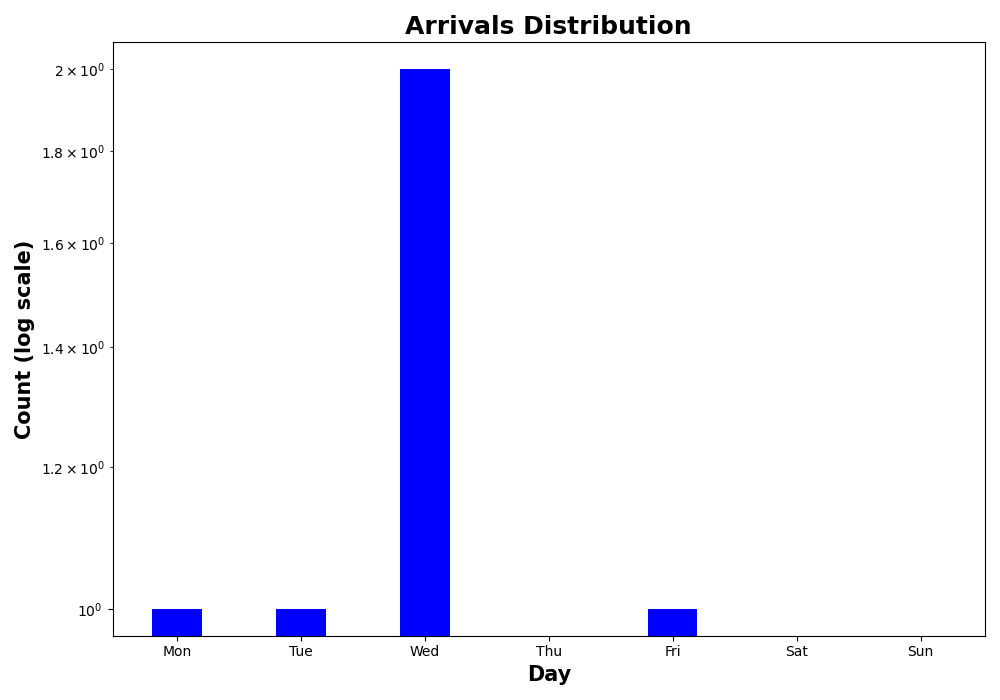 Arrivals Distribution
Count (log scale)
2 × 10⁰
1.8 × 10⁰
1.6 × 10⁰
1.4 × 10⁰
1.2 × 10⁰
10⁰
Mon Tue Wed Thu Fri Sat Sun
Day